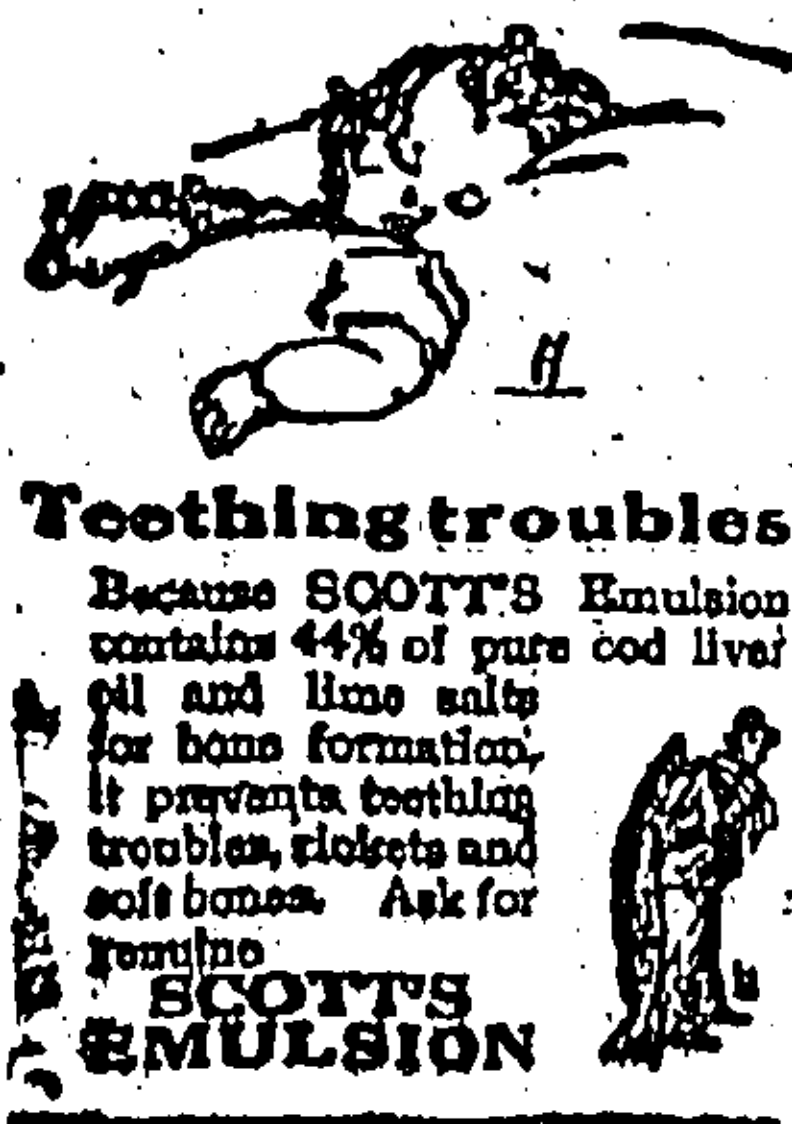 Teething troubles
Because SCOTT'S Emulsion
contains 44% of pure cod liver
oil and lime salts
for bone formation,
it prevents teething
troubles, rickets and
soft bones. Ask for
genuine
SCOTT'S
EMULSION